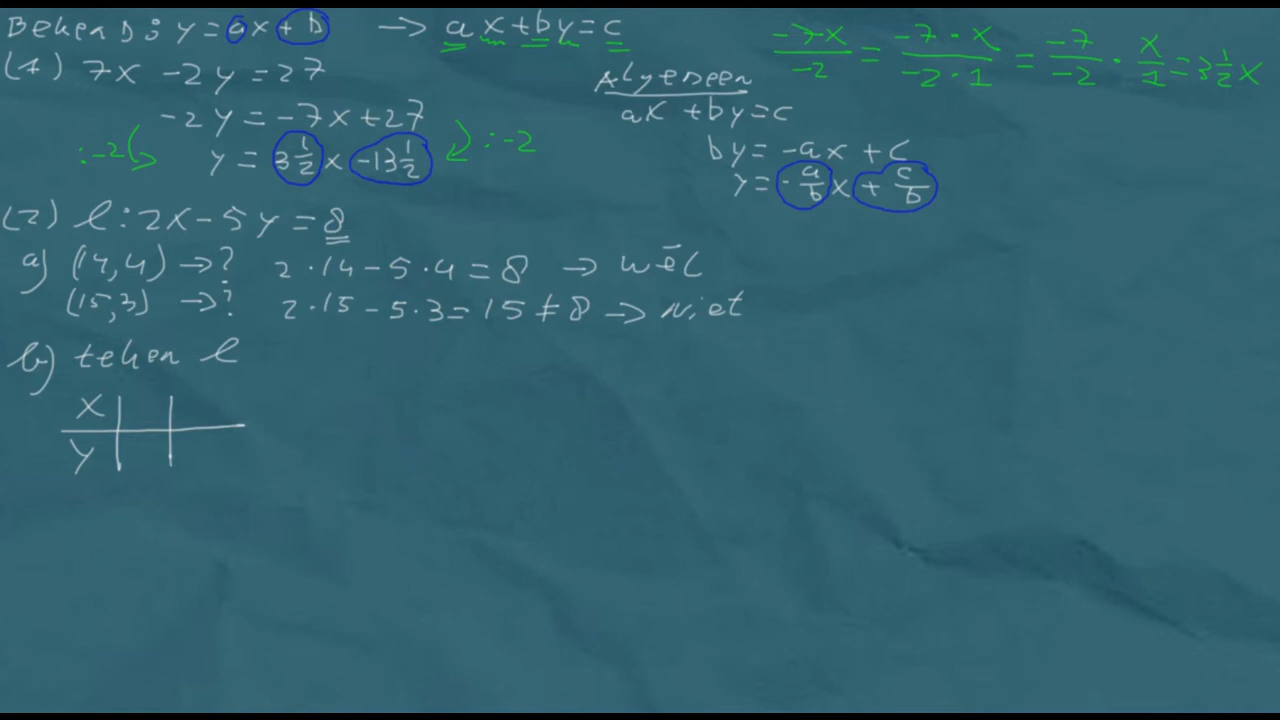 Bekend: y = ax + b → ax + by = c
(1) 7x - 2y = 27
-2y = -7x + 27
:-2 y = 3½x -13½ :-2
-7x/-2 = -7·x/-2·1 = -7/-2 · x/1 = 3½x
Algemeen
ax + by = c
by = -ax + c
y = -a/b x + c/b
(2) l: 2x - 5y = 8
a) (14,4) → ? 2·14 - 5·4 = 8 → wēl
(15,3) → ? 2·15 - 5·3 = 15 ≠ 8 → niet
b) teken l
x
y